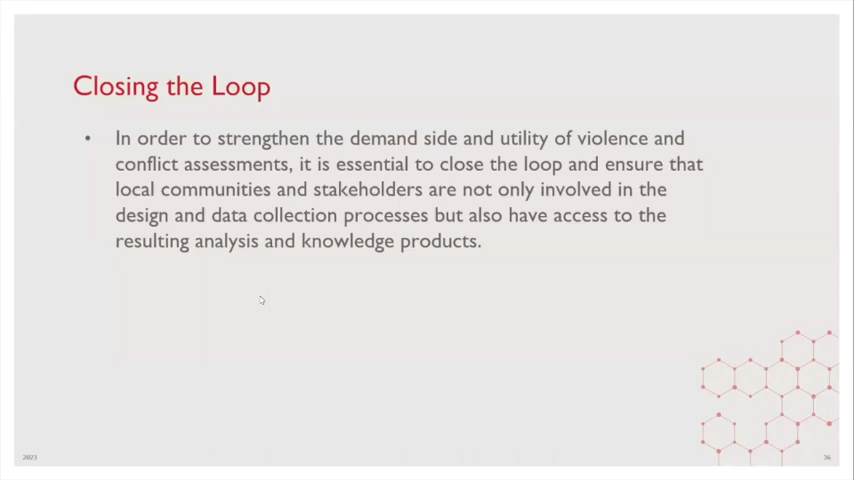 Closing the Loop
• In order to strengthen the demand side and utility of violence and
conflict assessments, it is essential to close the loop and ensure that
local communities and stakeholders are not only involved in the
design and data collection processes but also have access to the
resulting analysis and knowledge products.
2023
36